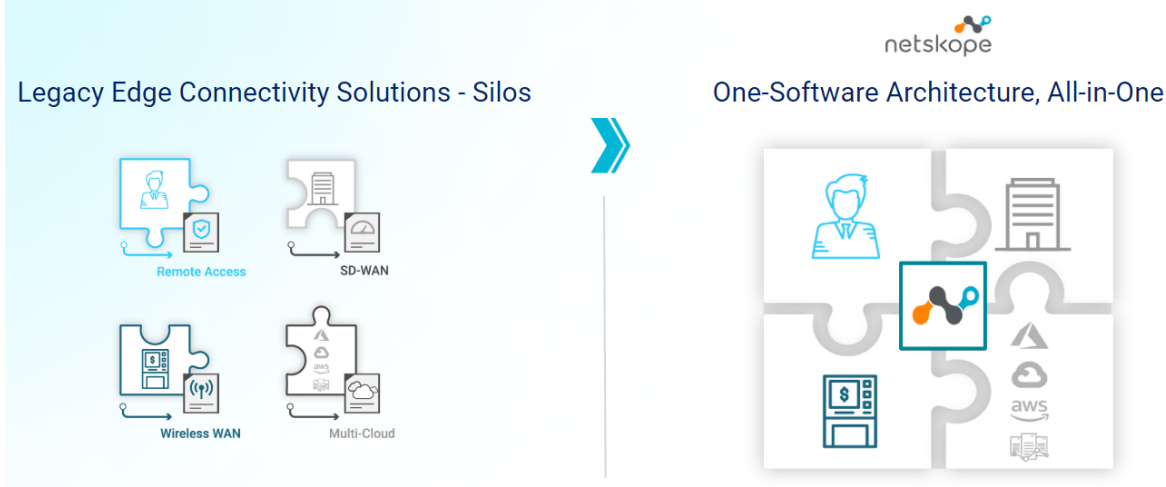 netskope
Legacy Edge Connectivity Solutions - Silos
One-Software Architecture, All-in-One
Remote Access
SD-WAN
$
aws
Wireless WAN
Multi-Cloud
$
aws